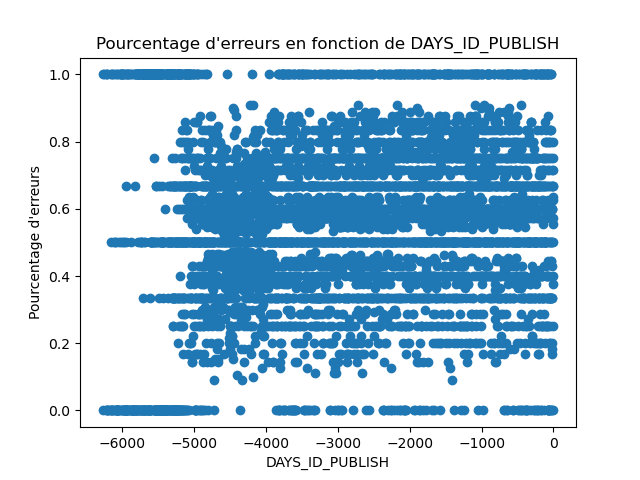 Pourcentage d'erreurs en fonction de DAYS_ID_PUBLISH
1.0
0.8
0.6
0.4
0.2
0.0
Pourcentage d'erreurs
−6000 −5000 −4000 −3000 −2000 −1000 0
DAYS_ID_PUBLISH